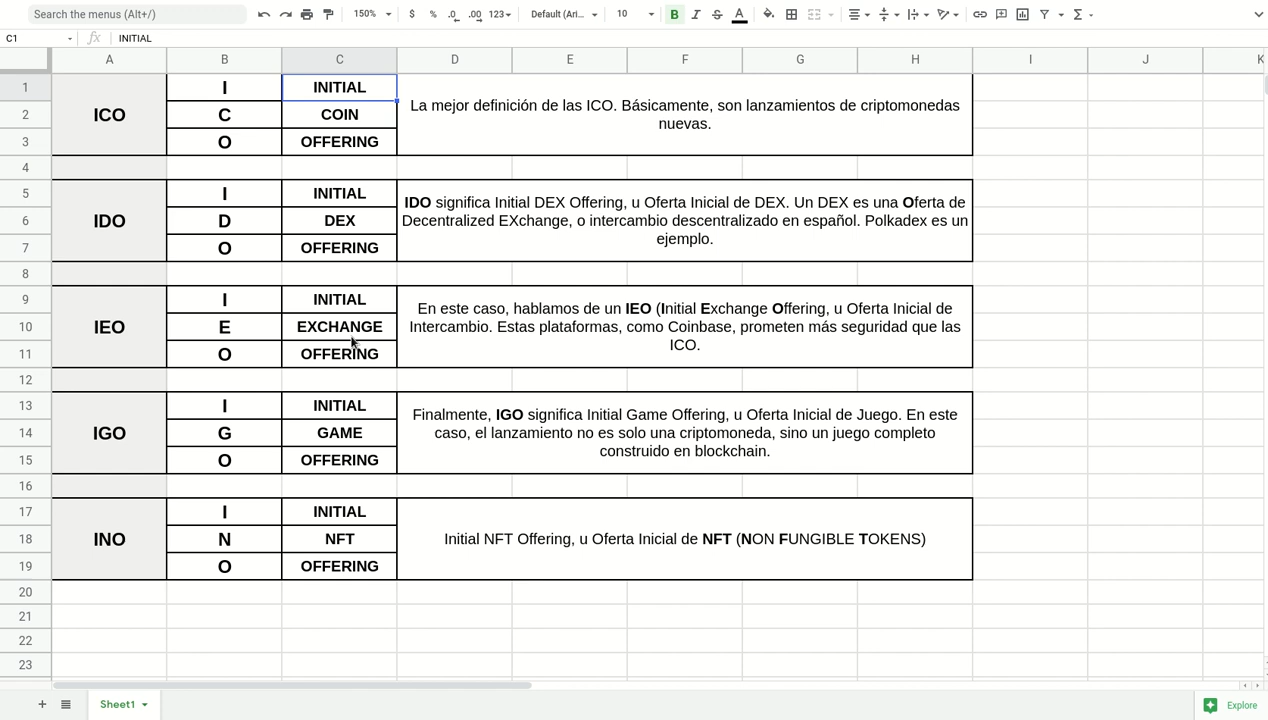 Search the menus (Alt+/)
150%
$ % .0 .00 123
Default (Ari...
10
B I S A
C1 fx INITIAL
A B C D E F G H I J K
1 I INITIAL
ICO 2 C COIN
3 O OFFERING
La mejor definición de las ICO. Básicamente, son lanzamientos de criptomonedas
nuevas.
4
5 I INITIAL
IDO 6 D DEX
7 O OFFERING
IDO significa Initial DEX Offering, u Oferta Inicial de DEX. Un DEX es una Oferta de
Decentralized EXchange, o intercambio descentralizado en español. Polkadex es un
ejemplo.
8
9 I INITIAL
IEO 10 E EXCHANGE
11 O OFFERING
En este caso, hablamos de un IEO (Initial Exchange Offering, u Oferta Inicial de
Intercambio. Estas plataformas, como Coinbase, prometen más seguridad que las
ICO.
12
13 I INITIAL
IGO 14 G GAME
15 O OFFERING
Finalmente, IGO significa Initial Game Offering, u Oferta Inicial de Juego. En este
caso, el lanzamiento no es solo una criptomoneda, sino un juego completo
construido en blockchain.
16
17 I INITIAL
INO 18 N NFT
19 O OFFERING
Initial NFT Offering, u Oferta Inicial de NFT (NON FUNGIBLE TOKENS)
20
21
22
23
Sheet1
Explore